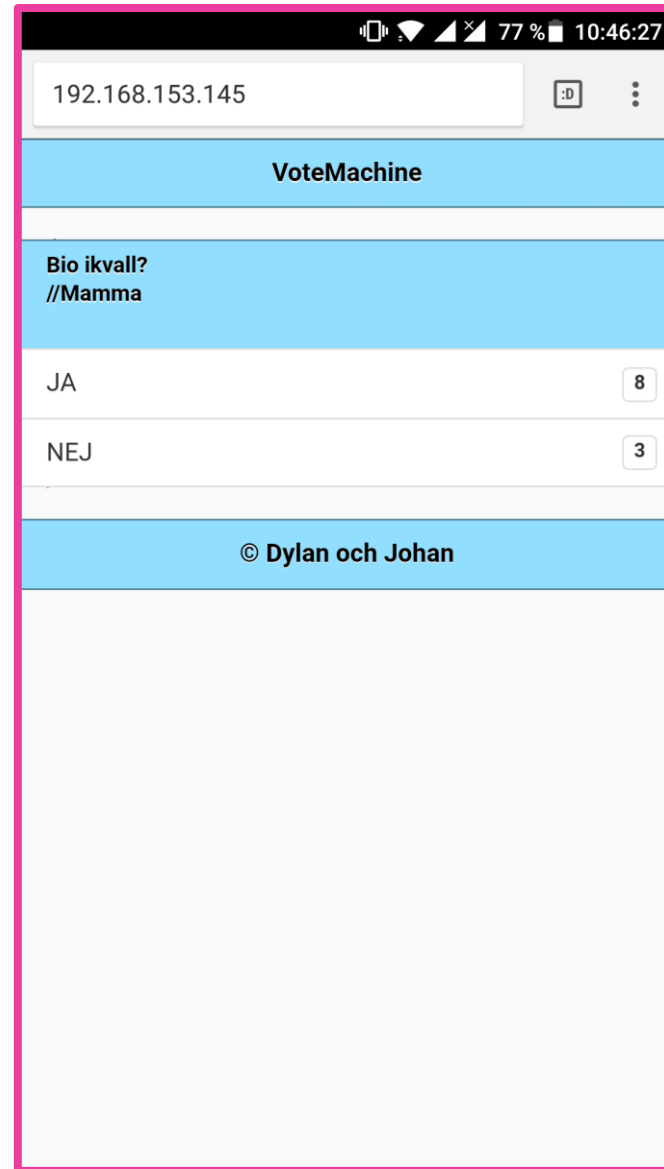 77 % 10:46:27
192.168.153.145
:D
VoteMachine
Bio ikvall?
//Mamma
JA
8
NEJ
3
© Dylan och Johan